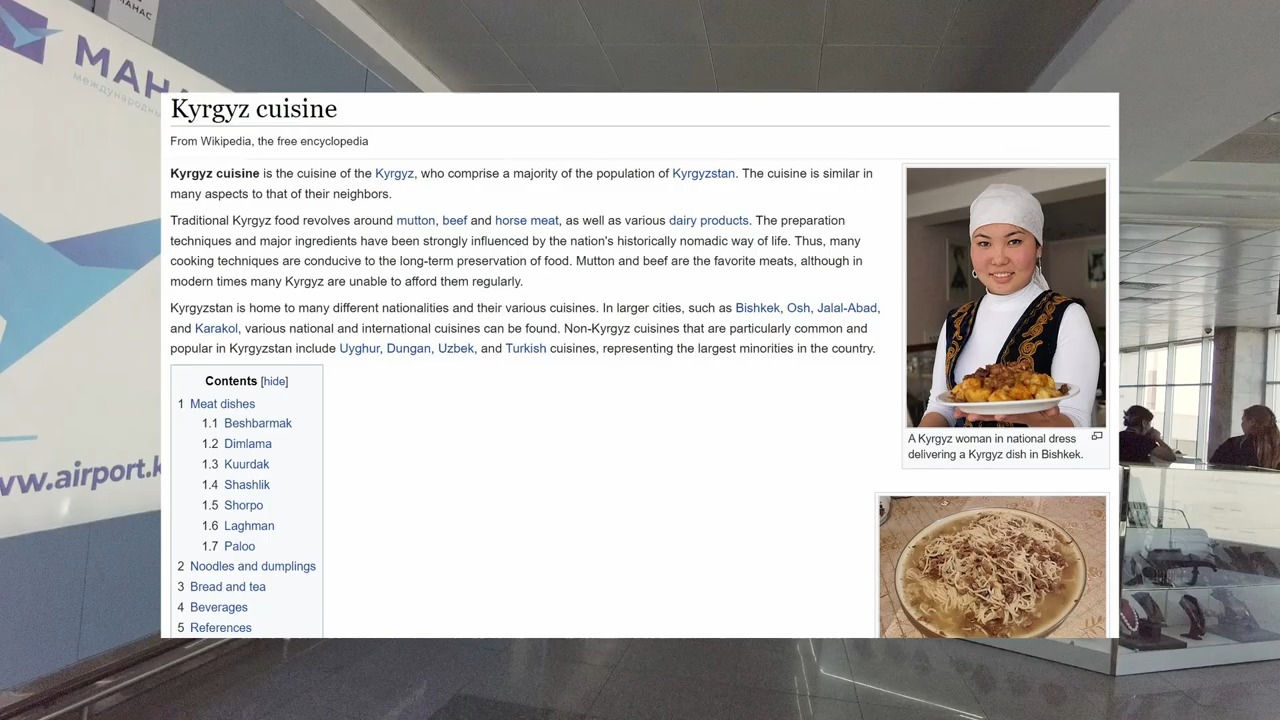 МАНАС
МАНА
международны
www.airport.k
Kyrgyz cuisine
From Wikipedia, the free encyclopedia
Kyrgyz cuisine is the cuisine of the Kyrgyz, who comprise a majority of the population of Kyrgyzstan. The cuisine is similar in
many aspects to that of their neighbors.
Traditional Kyrgyz food revolves around mutton, beef and horse meat, as well as various dairy products. The preparation
techniques and major ingredients have been strongly influenced by the nation's historically nomadic way of life. Thus, many
cooking techniques are conducive to the long-term preservation of food. Mutton and beef are the favorite meats, although in
modern times many Kyrgyz are unable to afford them regularly.
Kyrgyzstan is home to many different nationalities and their various cuisines. In larger cities, such as Bishkek, Osh, Jalal-Abad,
and Karakol, various national and international cuisines can be found. Non-Kyrgyz cuisines that are particularly common and
popular in Kyrgyzstan include Uyghur, Dungan, Uzbek, and Turkish cuisines, representing the largest minorities in the country.
Contents [hide]
1 Meat dishes
1.1 Beshbarmak
1.2 Dimlama
1.3 Kuurdak
1.4 Shashlik
1.5 Shorpo
1.6 Laghman
1.7 Paloo
2 Noodles and dumplings
3 Bread and tea
4 Beverages
5 References
A Kyrgyz woman in national dress
delivering a Kyrgyz dish in Bishkek.